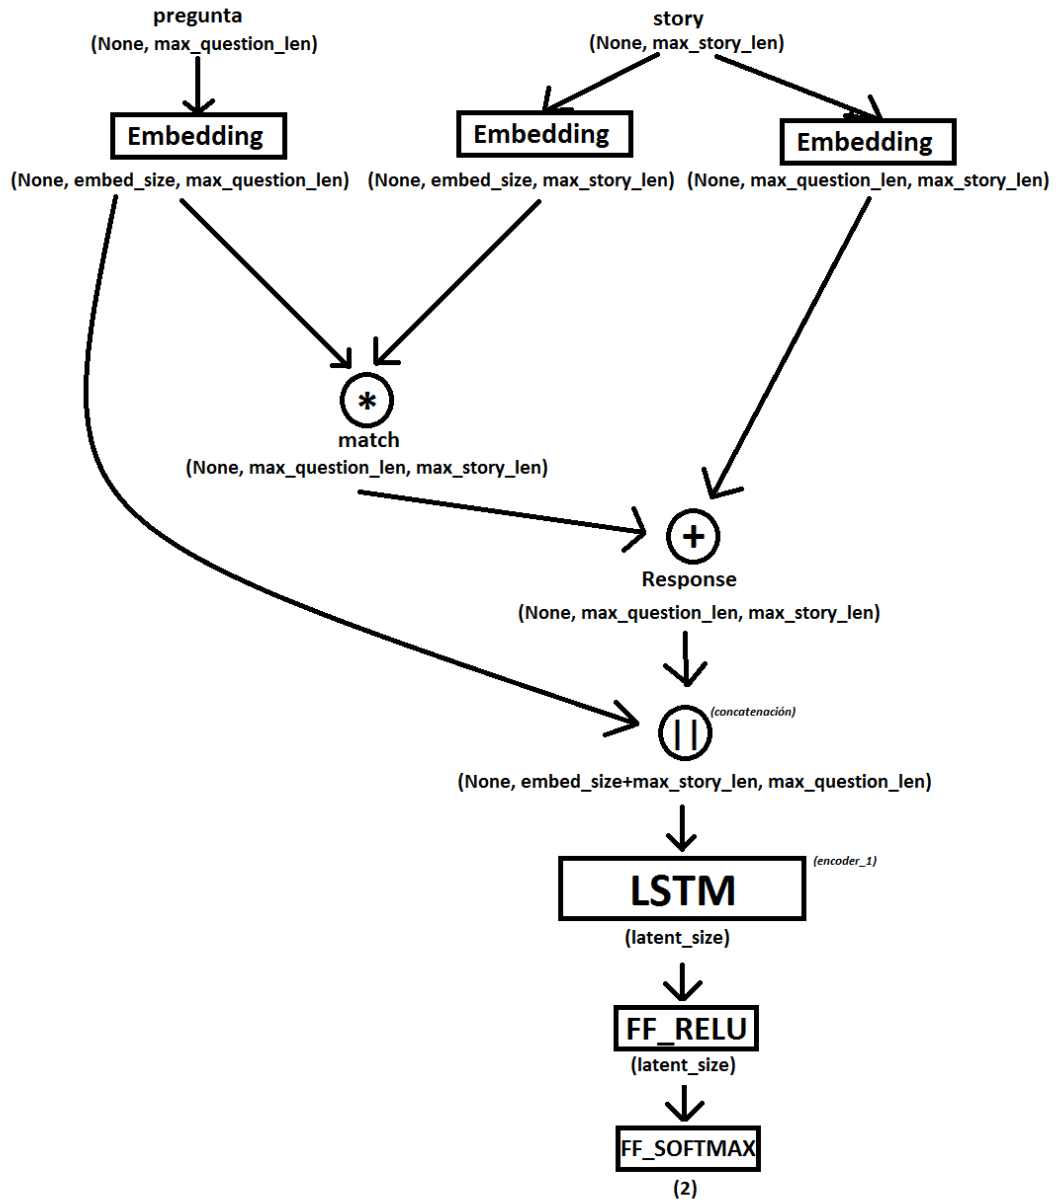 pregunta
(None, max_question_len)
story
(None, max_story_len)
Embedding
(None, embed_size, max_question_len)
Embedding
(None, embed_size, max_story_len)
Embedding
(None, max_question_len, max_story_len)
*
match
(None, max_question_len, max_story_len)
+
Response
(None, max_question_len, max_story_len)
||
(concatenación)
(None, embed_size+max_story_len, max_question_len)
LSTM
(encoder_1)
(latent_size)
FF_RELU
(latent_size)
FF_SOFTMAX
(2)